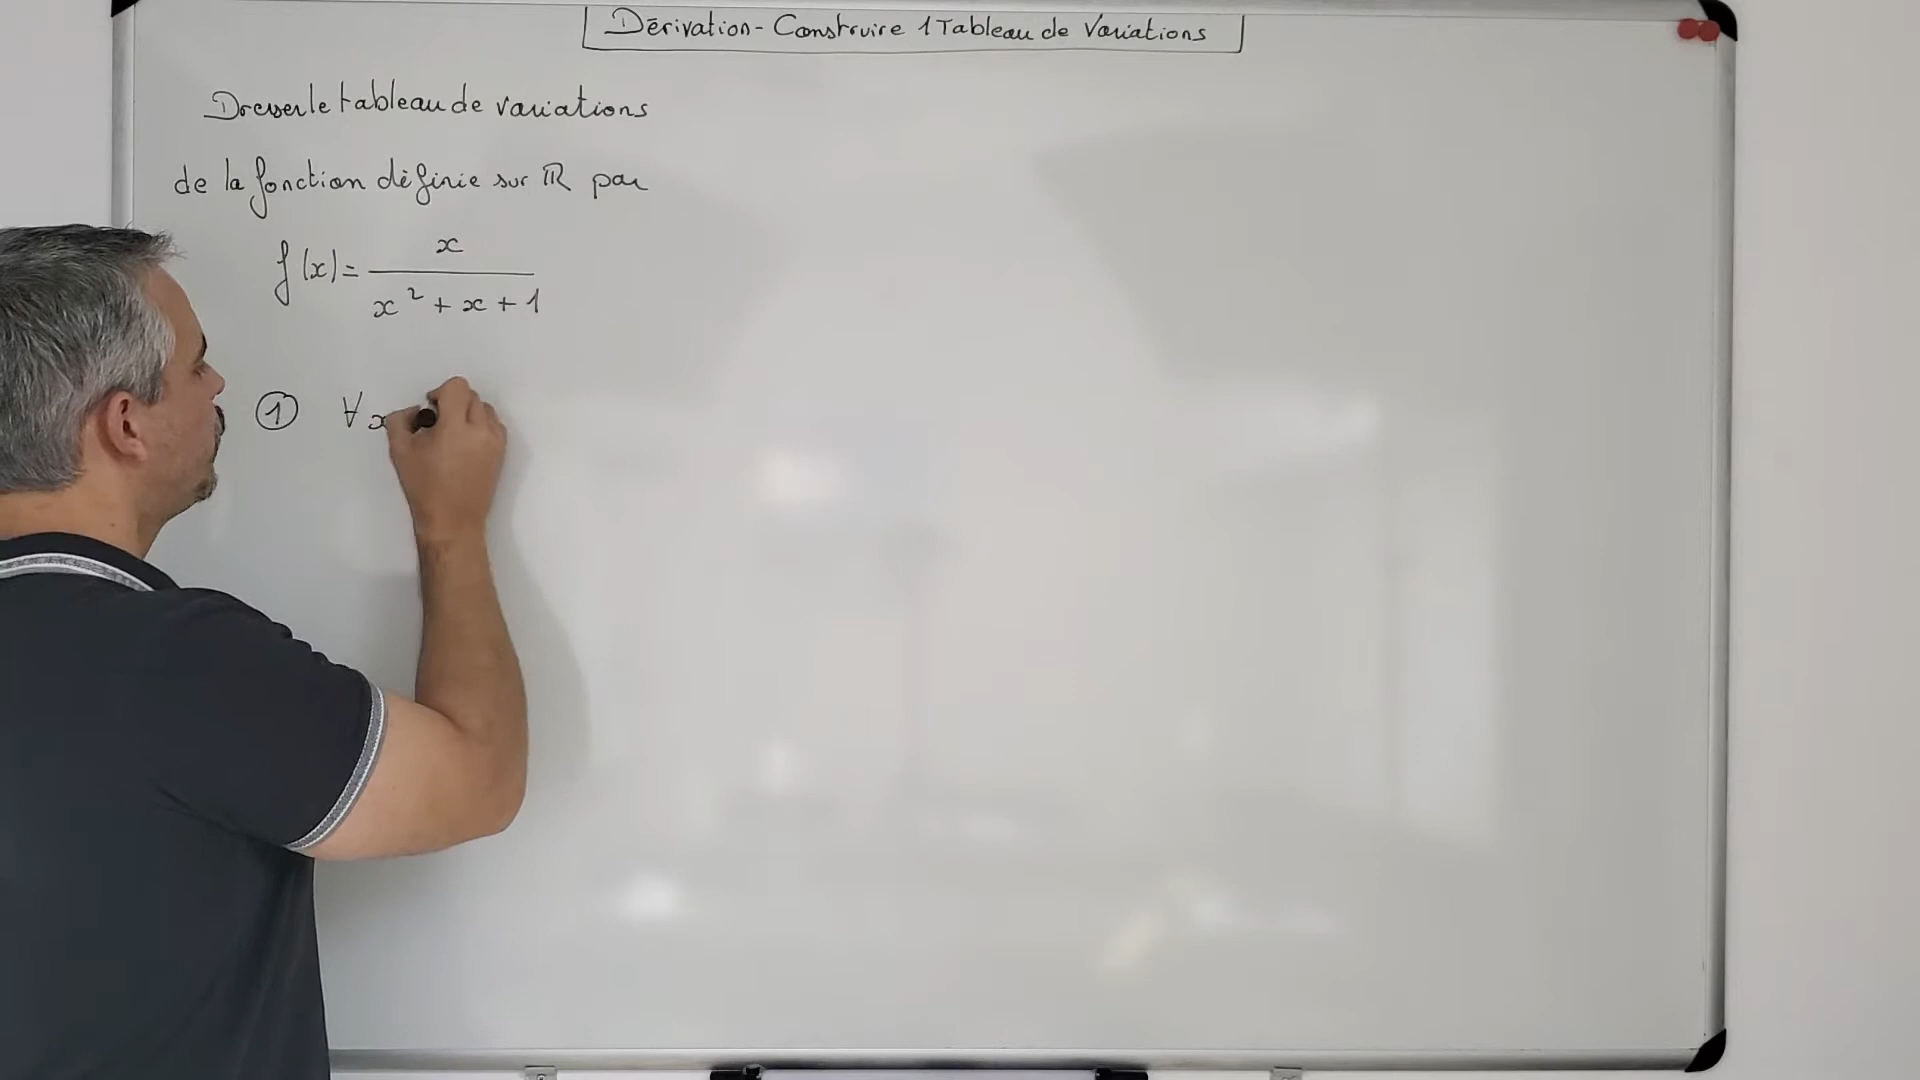 Dérivation - Construire 1 Tableau de Variations
Dresser le tableau de variations
de la fonction définie sur ℝ par
f(x) = x / (x² + x + 1)
① ∀x